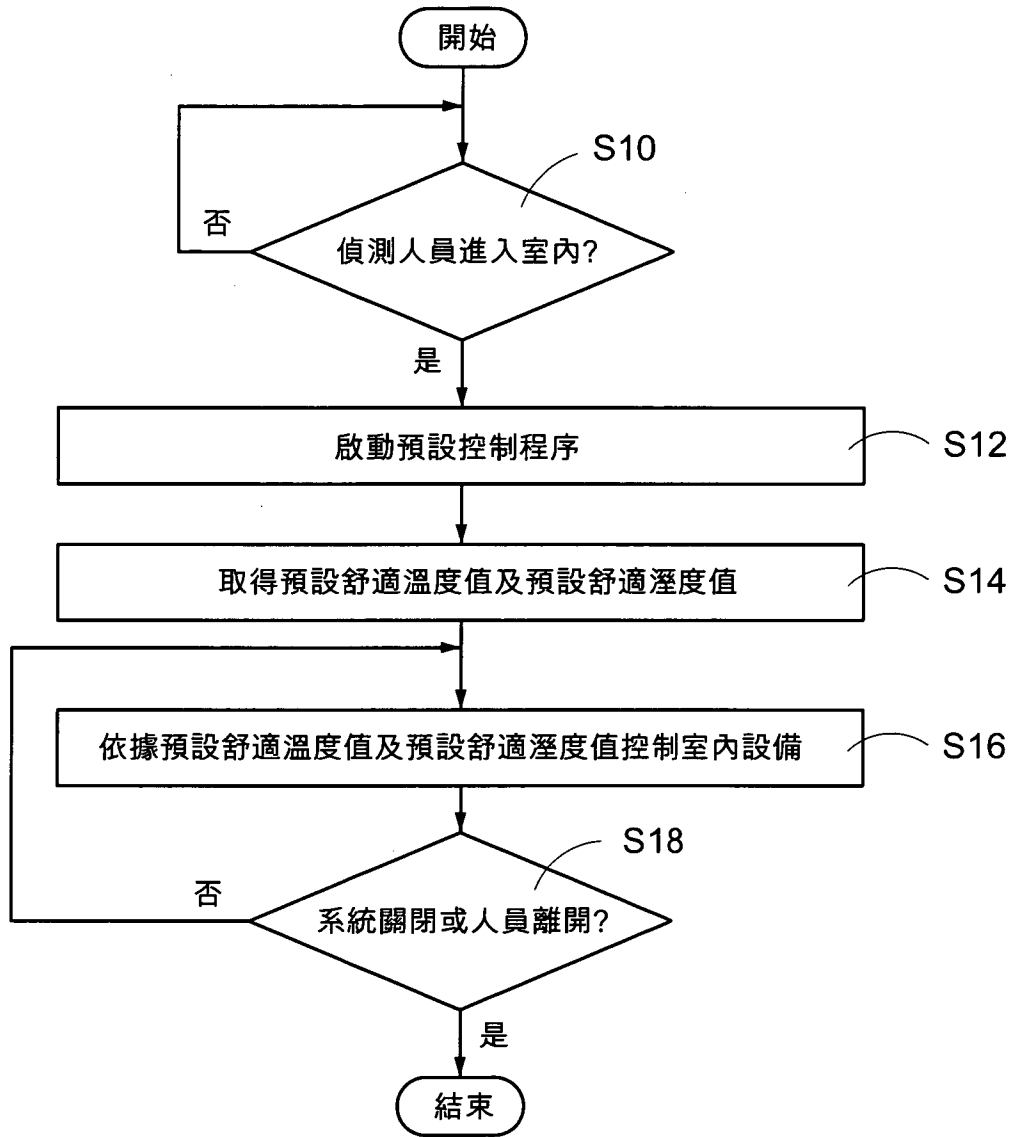 開始
S10
否
偵測人員進入室內?
是
啟動預設控制程序
S12
取得預設舒適溫度值及預設舒適溼度值
S14
依據預設舒適溫度值及預設舒適溼度值控制室內設備
S16
S18
否
系統關閉或人員離開?
是
結束